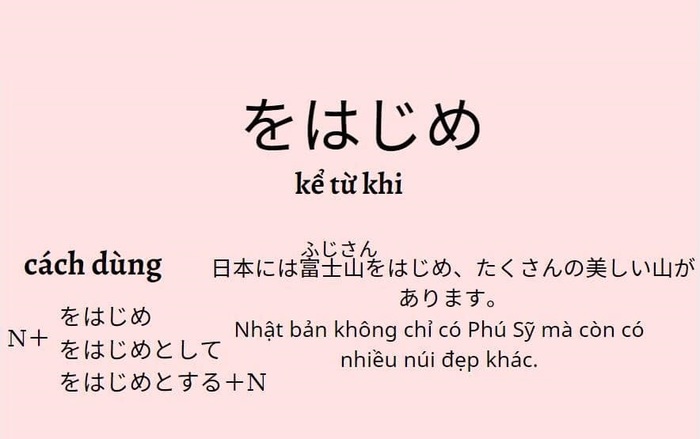 をはじめ
kể từ khi
cách dùng
N＋
をはじめ
をはじめとして
をはじめとする＋N
ふじさん
日本には富士山をはじめ、たくさんの美しい山が
あります。
Nhật bản không chỉ có Phú Sỹ mà còn có
nhiều núi đẹp khác.